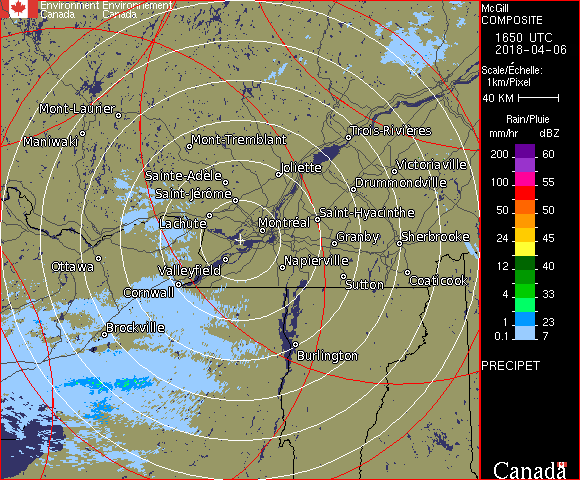 Environment Environnement
Canada Canada
McGill
COMPOSITE
1650 UTC
2018-04-06
Scale/Échelle:
1km/Pixel
40 KM
Rain/Pluie
mm/hr dBZ
200 60
100 55
50 50
24 45
12 40
4 33
1 23
0.1 7
PRECIPET
Canada
Mont-Laurier
Maniwaki
Mont-Tremblant
Trois-Rivières
Joliette
Victoriaville
Sainte-Adèle
Drummondville
Saint-Jérôme
Lachute
Saint-Hyacinthe
Montréal
Granby
Sherbrooke
Ottawa
Valleyfield
Napierville
Cornwall
Sutton
Coaticook
Brockville
Burlington